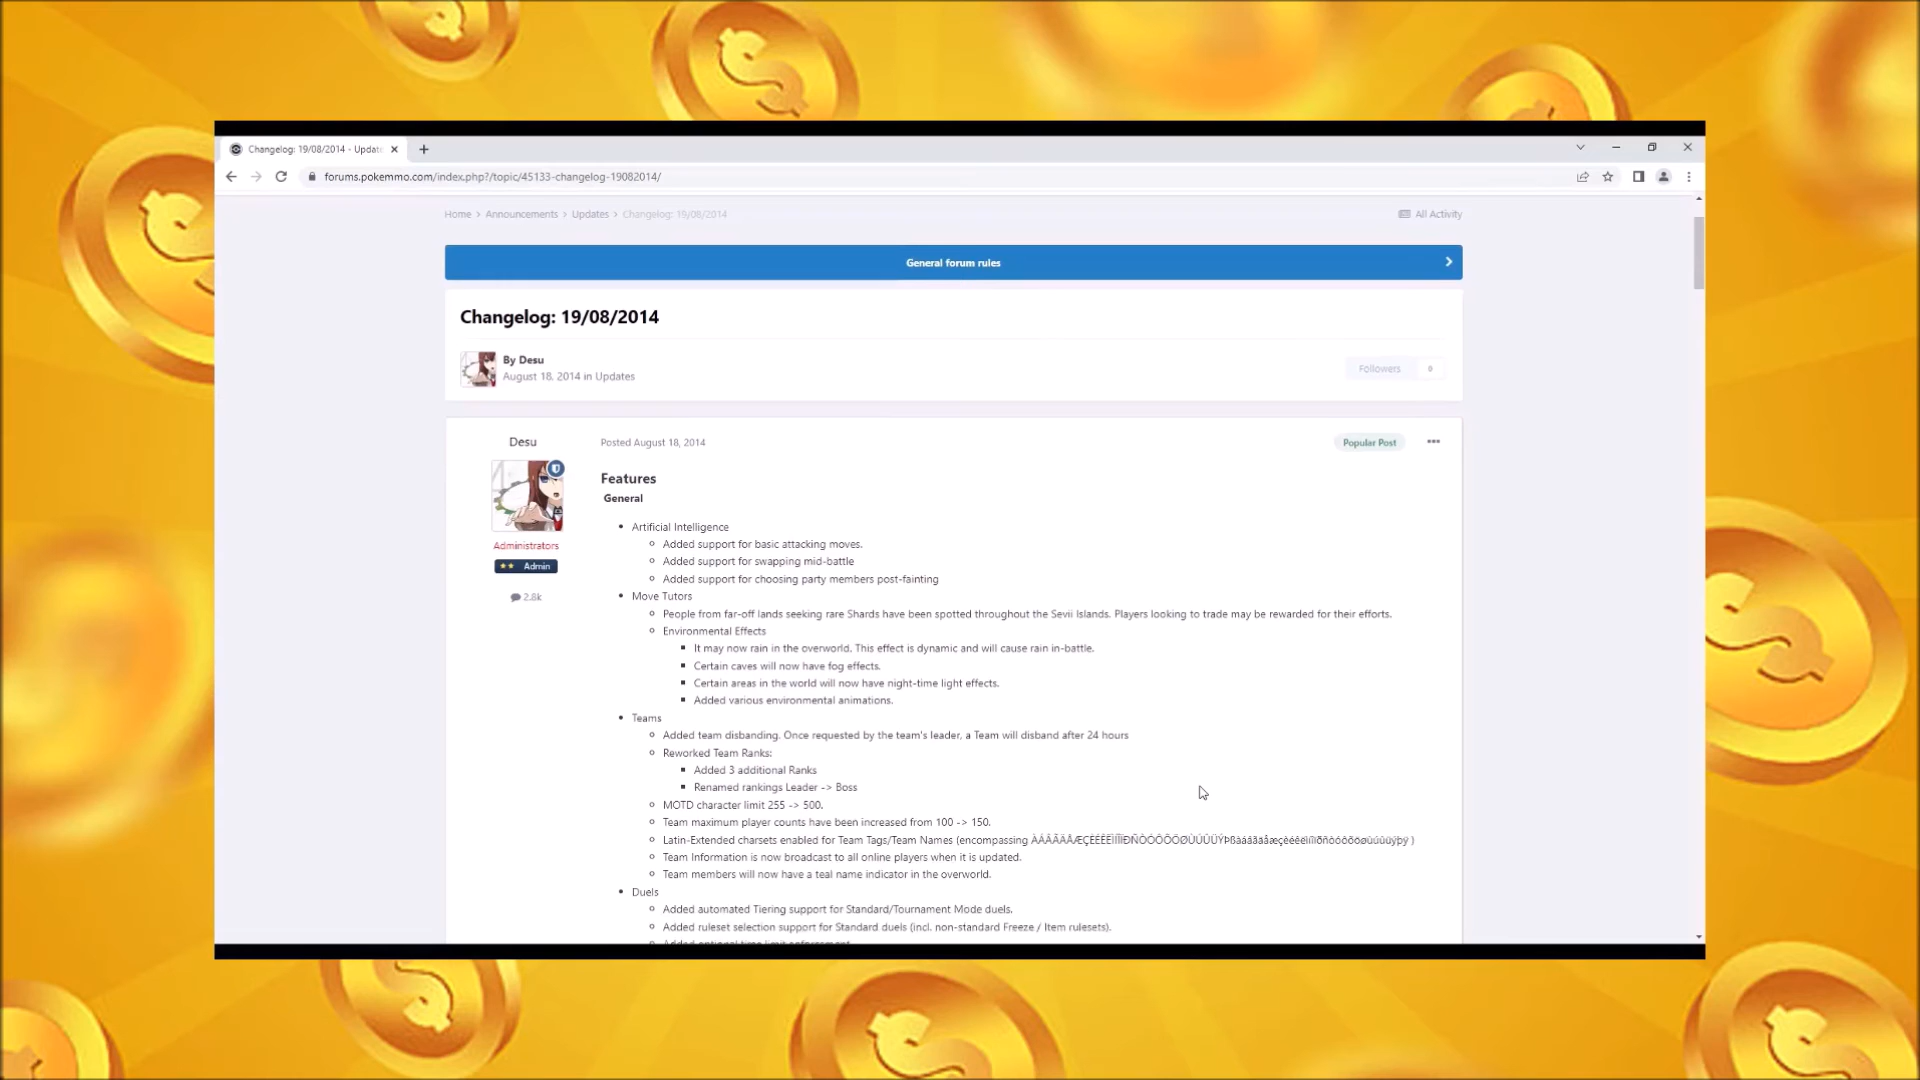 Changelog: 19/08/2014 - Updat
forums.pokemmo.com/index.php?/topic/45133-changelog-19082014/
Home > Announcements > Updates > Changelog: 19/08/2014
All Activity
General forum rules
Changelog: 19/08/2014
By Desu
August 18, 2014 in Updates
Followers 0
Desu
Posted August 18, 2014
Popular Post
Administrators
Admin
2.8k
Features
General
Artificial Intelligence
Added support for basic attacking moves.
Added support for swapping mid-battle
Added support for choosing party members post-fainting
Move Tutors
People from far-off lands seeking rare Shards have been spotted throughout the Sevii Islands. Players looking to trade may be rewarded for their efforts.
Environmental Effects
It may now rain in the overworld. This effect is dynamic and will cause rain in-battle.
Certain caves will now have fog effects.
Certain areas in the world will now have night-time light effects.
Added various environmental animations.
Teams
Added team disbanding. Once requested by the team's leader, a Team will disband after 24 hours
Reworked Team Ranks:
Added 3 additional Ranks
Renamed rankings Leader -> Boss
MOTD character limit 255 -> 500.
Team maximum player counts have been increased from 100 -> 150.
Latin-Extended charsets enabled for Team Tags/Team Names (encompassing
Team Information is now broadcast to all online players when it is updated.
Team members will now have a teal name indicator in the overworld.
Duels
Added automated Tiering support for Standard/Tournament Mode duels.
Added ruleset selection support for Standard duels (incl. non-standard Freeze / Item rulesets).